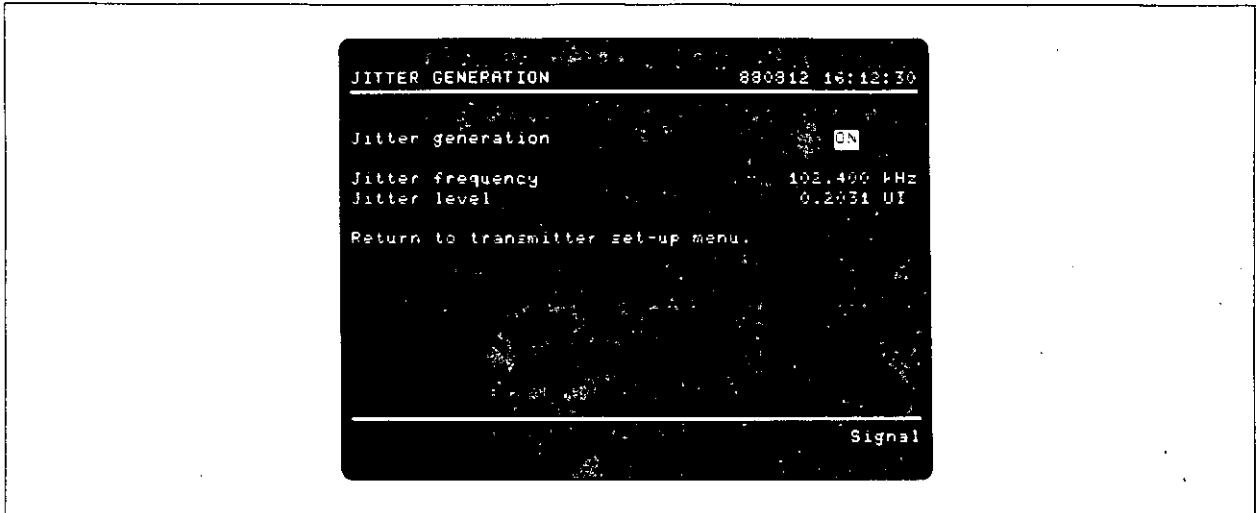 JITTER GENERATION 880812 16:12:30
Jitter generation ON
Jitter frequency 102.400 kHz
Jitter level 0.2031 UI
Return to transmitter set-up menu.
Signal